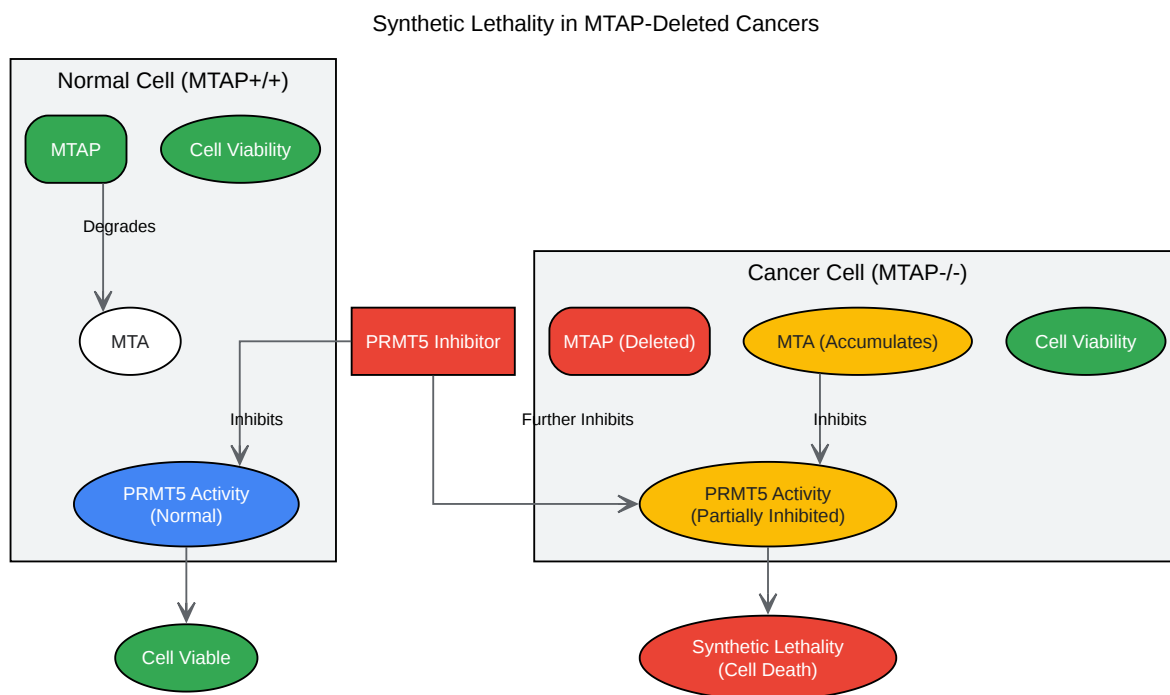 Synthetic Lethality in MTAP-Deleted Cancers
Normal Cell (MTAP+/+)
MTAP
Cell Viability
Degrades
MTA
PRMT5 Inhibitor
Inhibits
PRMT5 Activity
(Normal)
Cell Viable
Cancer Cell (MTAP-/-)
MTAP (Deleted)
MTA (Accumulates)
Cell Viability
Further Inhibits
Inhibits
PRMT5 Activity
(Partially Inhibited)
Synthetic Lethality
(Cell Death)